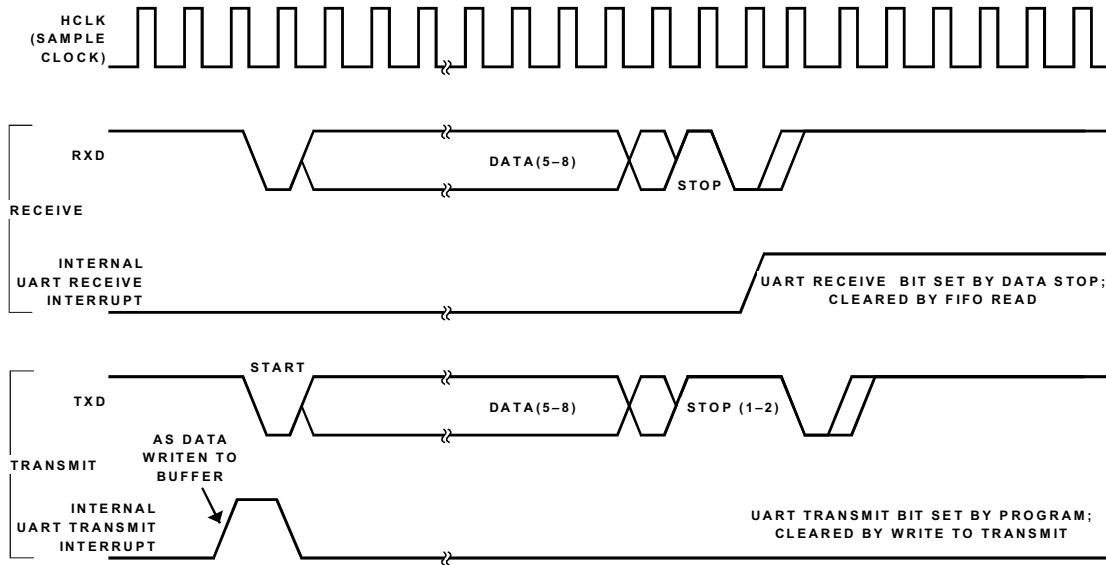 HCLK
(SAMPLE
CLOCK)
RXD
DATA(5–8)
STOP
RECEIVE
INTERNAL
UART RECEIVE
INTERRUPT
UART RECEIVE BIT SET BY DATA STOP;
CLEARED BY FIFO READ
START
TXD
DATA(5–8)
STOP (1–2)
AS DATA
WRITEN TO
BUFFER
TRANSMIT
INTERNAL
UART TRANSMIT
INTERRUPT
UART TRANSMIT BIT SET BY PROGRAM;
CLEARED BY WRITE TO TRANSMIT